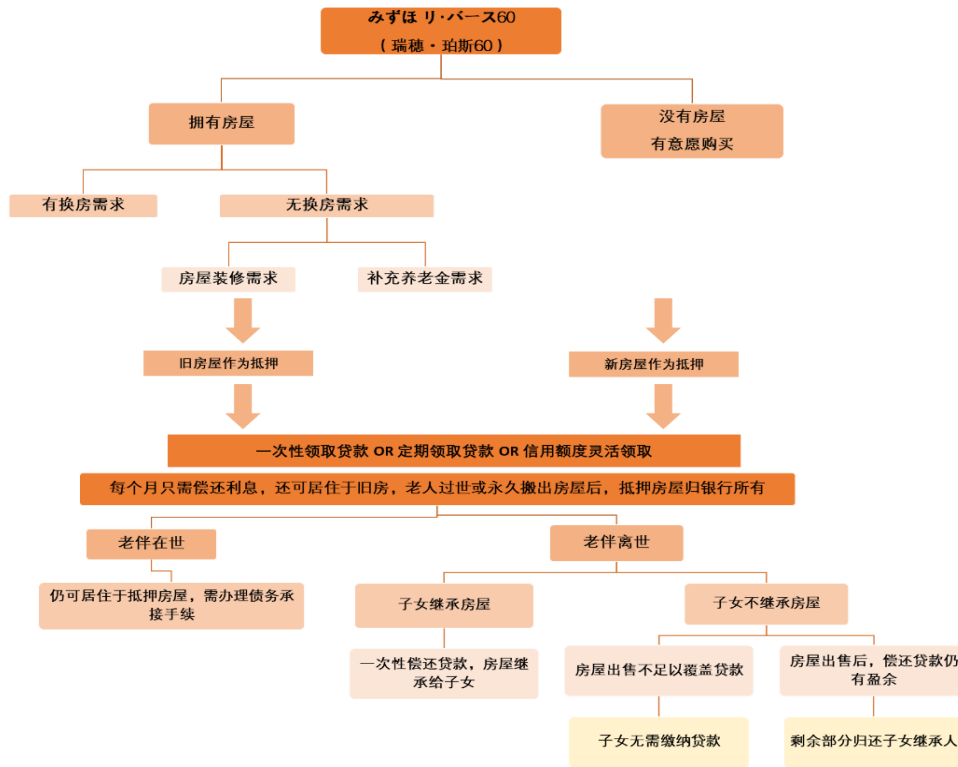 みずほ リ·バース60
（瑞穗·珀斯60）
拥有房屋
没有房屋
有意愿购买
有换房需求
无换房需求
房屋装修需求
补充养老金需求
旧房屋作为抵押
新房屋作为抵押
一次性领取贷款 OR 定期领取贷款 OR 信用额度灵活领取
每个月只需偿还利息，还可居住于旧房，老人过世或永久搬出房屋后，抵押房屋归银行所有
老伴在世
老伴离世
仍可居住于抵押房屋，需办理债务承
接手续
子女继承房屋
子女不继承房屋
一次性偿还贷款，房屋继
承给子女
房屋出售不足以覆盖贷款
房屋出售后，偿还贷款仍
有盈余
子女无需缴纳贷款
剩余部分归还子女继承人